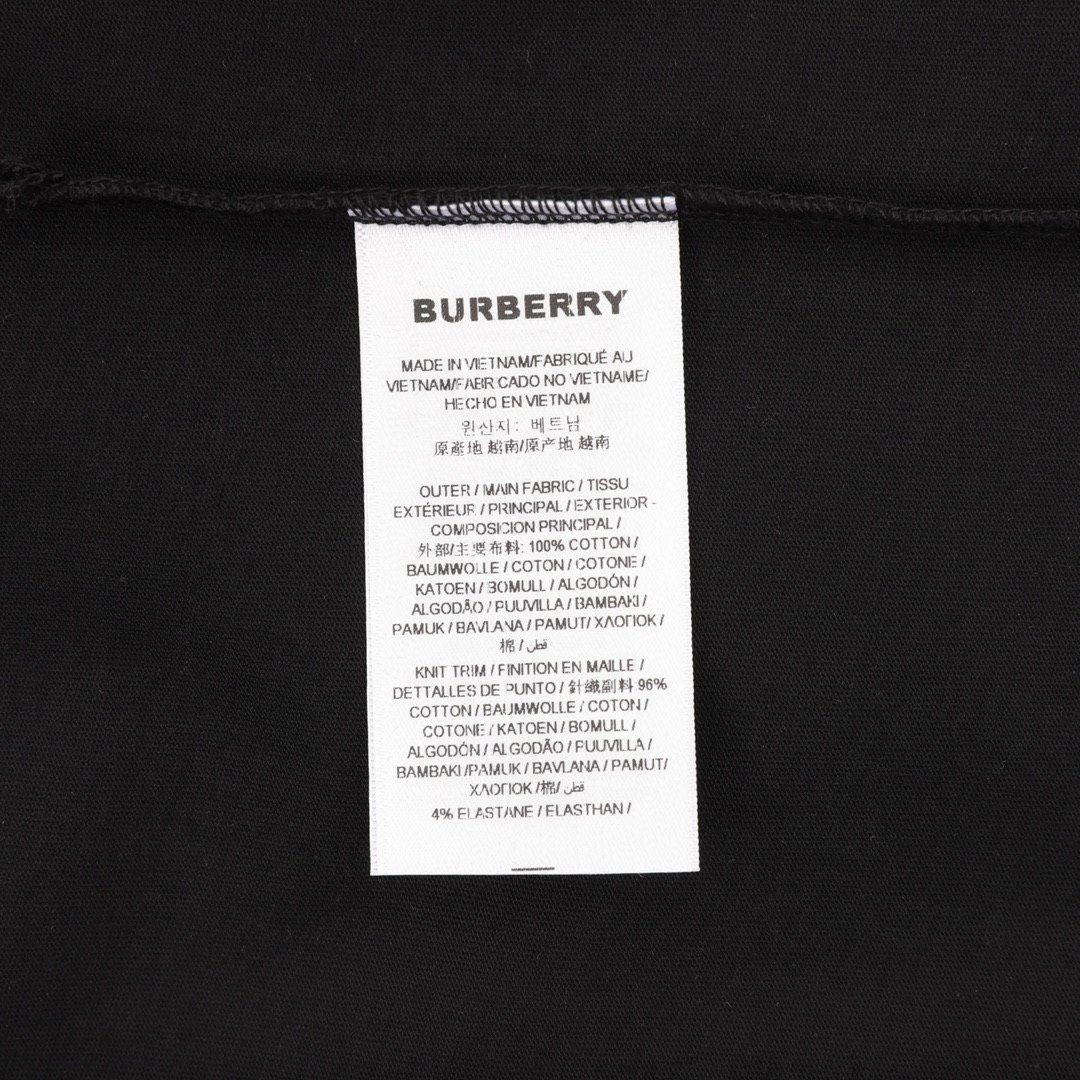 BURBERRY
MADE IN VIETNAM/FABRIQUÉ AU
VIETNAM/FABRICADO NO VIETNAME/
HECHO EN VIETNAM
원산지: 베트남
原產地 越南/原产地 越南
OUTER / MAIN FABRIC / TISSU
EXTÉRIEUR / PRINCIPAL / EXTERIOR -
COMPOSICION PRINCIPAL /
外部/主要布料: 100% COTTON /
BAUMWOLLE / COTON / COTONE /
KATOEN / BOMULL / ALGODÓN /
ALGODÃO / PUUVILLA / BAMBAKI /
PAMUK / BAVLANA / PAMUT/ ХЛОПОК /
棉 / قطن
KNIT TRIM / FINITION EN MAILLE /
DETTALLES DE PUNTO / 針織副料 96%
COTTON / BAUMWOLLE / COTON /
COTONE / KATOEN / BOMULL /
ALGODÓN / ALGODÃO / PUUVILLA /
BAMBAKI /PAMUK / BAVLANA / PAMUT/
ХЛОПОК /棉/ قطن
4% ELASTANE / ELASTHAN /